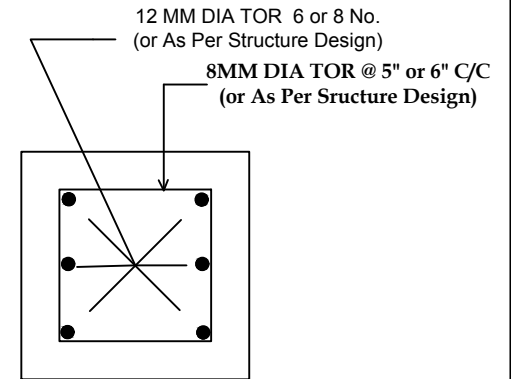 12 MM DIA TOR 6 or 8 No.
(or As Per Structure Design)
8MM DIA TOR @ 5" or 6" C/C
(or As Per Sructure Design)